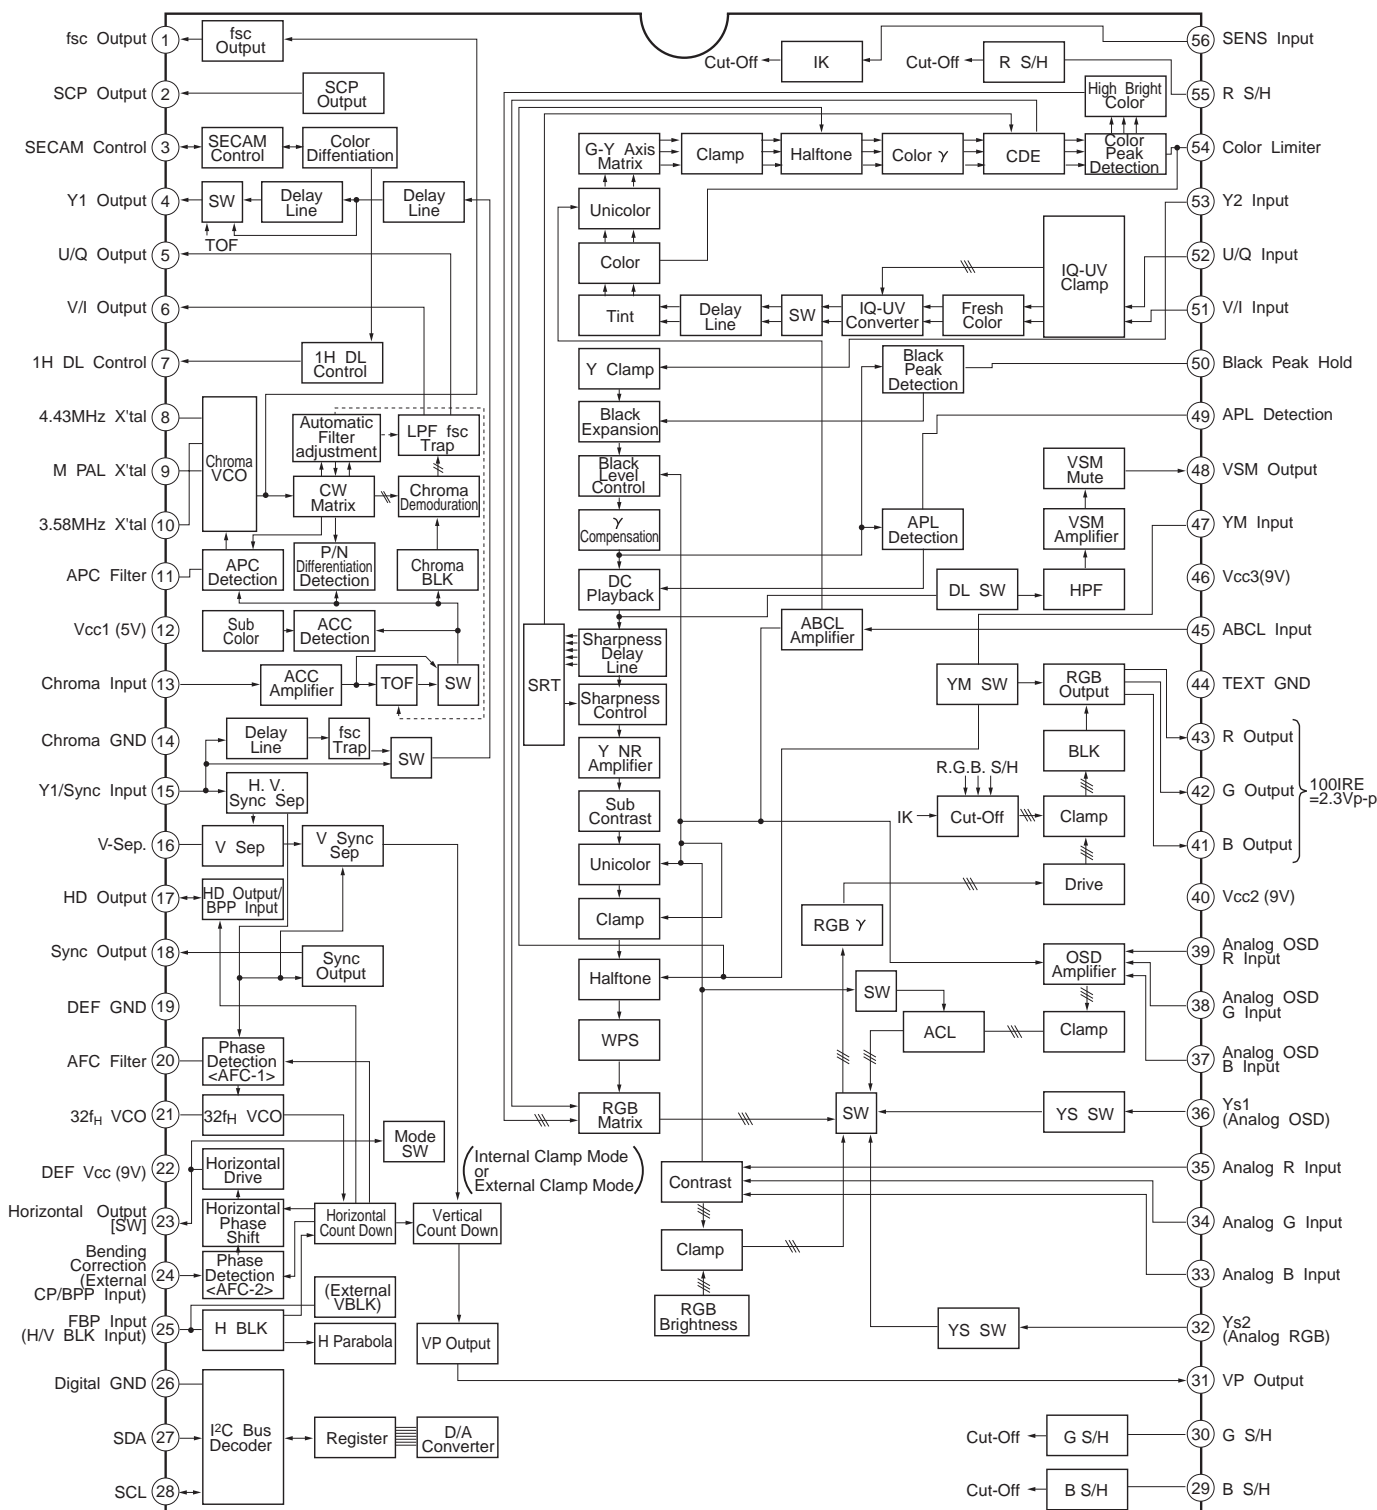 fsc Output
1
fsc
Output
SCP Output
2
SCP
Output
SECAM Control
3
SECAM
Control
Color
Diffentiation
Y1 Output
4
SW
Delay
Line
Delay
Line
TOF
U/Q Output
5
V/I Output
6
1H DL Control
7
1H DL
Control
4.43MHz X'tal
8
M PAL X'tal
9
3.58MHz X'tal
10
Chroma
VCO
Automatic
Filter
adjustment
LPF fsc
Trap
CW
Matrix
Chroma
Demoduration
APC Filter
11
APC
Detection
P/N
Differentiation
Detection
Chroma
BLK
Vcc1 (5V)
12
Sub
Color
ACC
Detection
Chroma Input
13
ACC
Amplifier
TOF
SW
Chroma GND
14
Delay
Line
fsc
Trap
SW
Y1/Sync Input
15
H. V.
Sync Sep
V-Sep.
16
V Sep
V Sync
Sep
HD Output
17
HD Output/
BPP Input
Sync Output
18
Sync
Output
DEF GND
19
AFC Filter
20
Phase
Detection
<AFC-1>
32fH VCO
21
32fH VCO
Mode
SW
(Internal Clamp Mode
or
External Clamp Mode)
DEF Vcc (9V)
22
Horizontal
Drive
Horizontal Output
[SW]
23
Horizontal
Phase
Shift
Horizontal
Count Down
Vertical
Count Down
Bending
Correction
(External
CP/BPP Input)
24
Phase
Detection
<AFC-2>
(External
VBLK)
FBP Input
(H/V BLK Input)
25
H BLK
H Parabola
VP Output
Digital GND
26
SDA
27
I2C Bus
Decoder
Register
D/A
Converter
SCL
28
Cut-Off
IK
Cut-Off
R S/H
56
SENS Input
High Bright
Color
55
R S/H
G-Y Axis
Matrix
Clamp
Halftone
Color γ
CDE
Color
Peak
Detection
54
Color Limiter
Unicolor
53
Y2 Input
Color
IQ-UV
Clamp
52
U/Q Input
Tint
Delay
Line
SW
IQ-UV
Converter
Fresh
Color
51
V/I Input
Y Clamp
Black
Peak
Detection
50
Black Peak Hold
Black
Expansion
49
APL Detection
Black
Level
Control
VSM
Mute
48
VSM Output
γ
Compensation
APL
Detection
VSM
Amplifier
47
YM Input
DC
Playback
DL SW
HPF
46
Vcc3(9V)
SRT
Sharpness
Delay
Line
ABCL
Amplifier
45
ABCL Input
Sharpness
Control
YM SW
RGB
Output
44
TEXT GND
Y NR
Amplifier
BLK
43
R Output
R.G.B. S/H
Sub
Contrast
IK
Cut-Off
Clamp
42
G Output
100IRE
=2.3Vp-p
Unicolor
Drive
41
B Output
Clamp
RGB γ
40
Vcc2 (9V)
Halftone
SW
OSD
Amplifier
39
Analog OSD
R Input
38
Analog OSD
G Input
WPS
ACL
Clamp
37
Analog OSD
B Input
RGB
Matrix
SW
YS SW
36
Ys1
(Analog OSD)
Contrast
35
Analog R Input
34
Analog G Input
Clamp
33
Analog B Input
RGB
Brightness
YS SW
32
Ys2
(Analog RGB)
31
VP Output
Cut-Off
G S/H
30
G S/H
Cut-Off
B S/H
29
B S/H